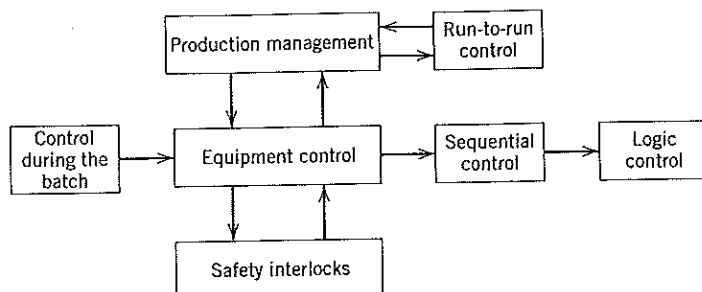 Production management
Run-to-run
control
Control
during the
batch
Equipment control
Sequential
control
Logic
control
Safety interlocks